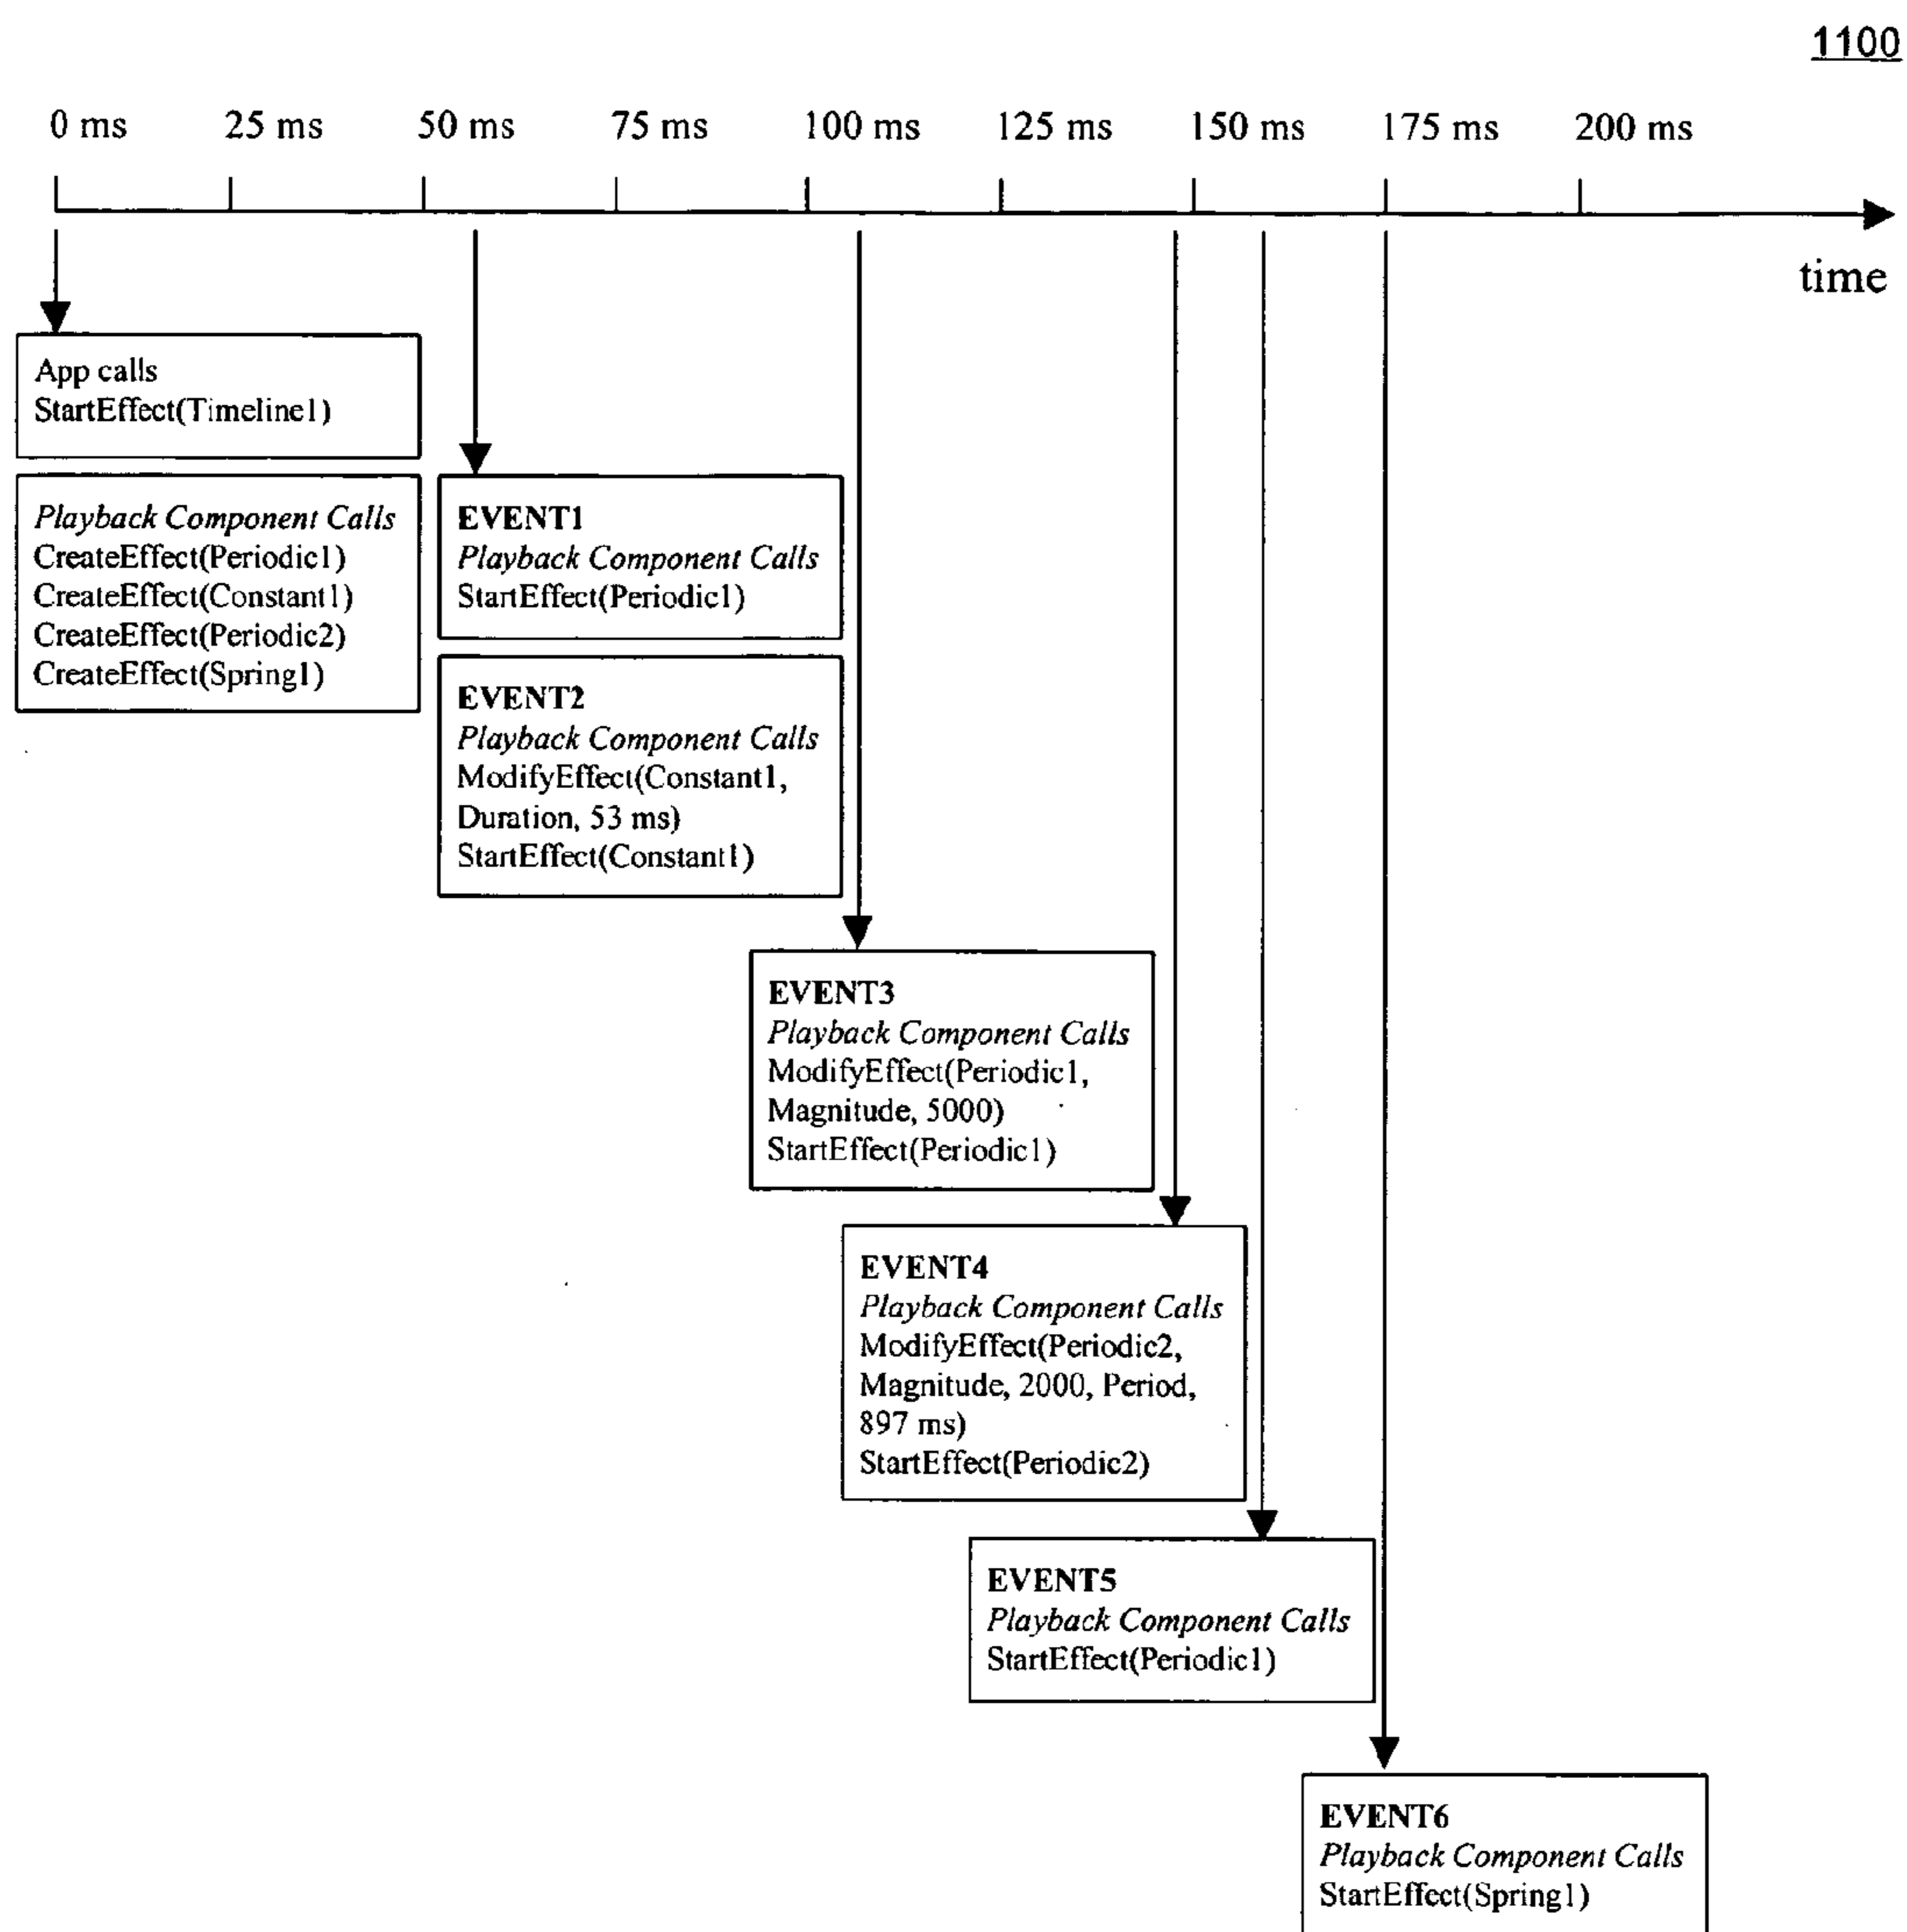 1100
0 ms 25 ms 50 ms 75 ms 100 ms 125 ms 150 ms 175 ms 200 ms
time
App calls
StartEffect(Timeline1)
Playback Component Calls
CreateEffect(Periodic1)
CreateEffect(Constant1)
CreateEffect(Periodic2)
CreateEffect(Spring1)
EVENT1
Playback Component Calls
StartEffect(Periodic1)
EVENT2
Playback Component Calls
ModifyEffect(Constant1,
Duration, 53 ms)
StartEffect(Constant1)
EVENT3
Playback Component Calls
ModifyEffect(Periodic1,
Magnitude, 5000)
StartEffect(Periodic1)
EVENT4
Playback Component Calls
ModifyEffect(Periodic2,
Magnitude, 2000, Period,
897 ms)
StartEffect(Periodic2)
EVENT5
Playback Component Calls
StartEffect(Periodic1)
EVENT6
Playback Component Calls
StartEffect(Spring1)